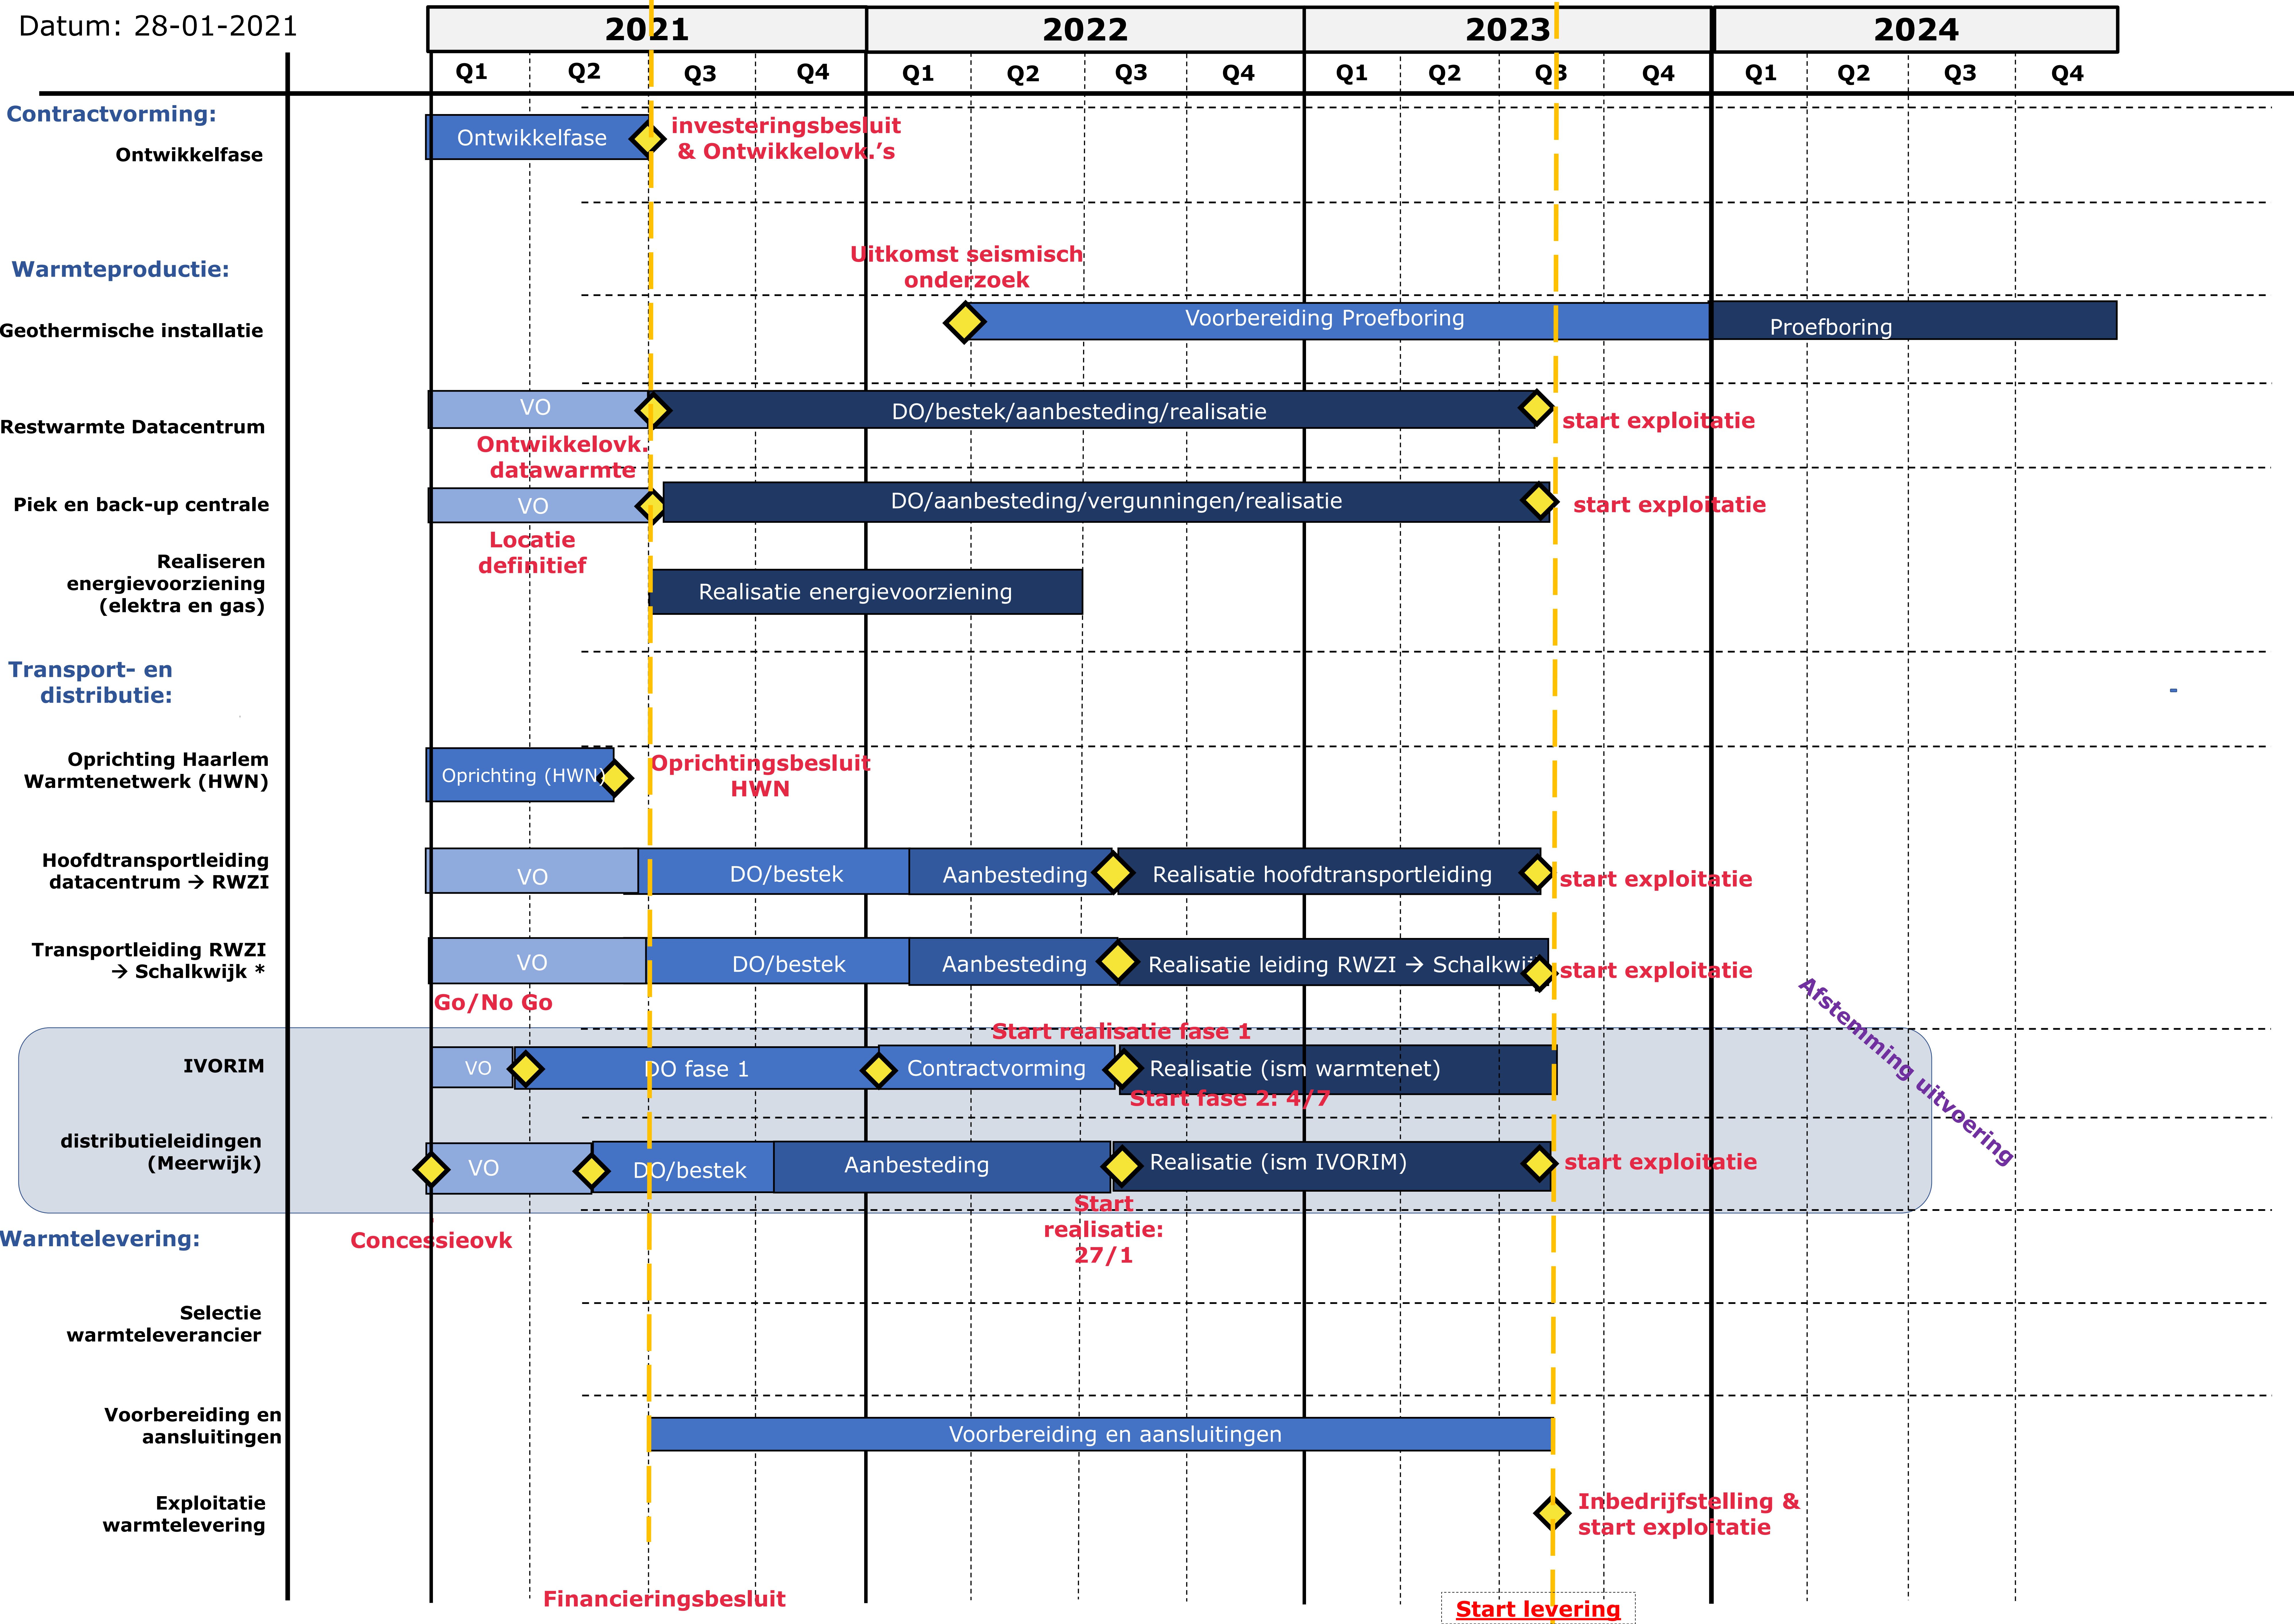 Datum: 28-01-2021
2021 2022 2023 2024
Q1 Q2 Q3 Q4 Q1 Q2 Q3 Q4 Q1 Q2 Q3 Q4 Q1 Q2 Q3 Q4
Contractvorming:
Ontwikkelfase
Ontwikkelfase
investeringsbesluit
& Ontwikkelovk.’s
Warmteproductie:
Uitkomst seismisch
onderzoek
Geothermische installatie
Voorbereiding Proefboring
Proefboring
Restwarmte Datacentrum
VO
DO/bestek/aanbesteding/realisatie
start exploitatie
Ontwikkelovk.
datawarmte
Piek en back-up centrale
VO
DO/aanbesteding/vergunningen/realisatie
start exploitatie
Locatie
definitief
Realiseren
energievoorziening
(elektra en gas)
Realisatie energievoorziening
Transport- en
distributie:
-
Oprichting Haarlem
Warmtenetwerk (HWN)
Oprichting (HWN)
Oprichtingsbesluit
HWN
Hoofdtransportleiding
datacentrum → RWZI
VO
DO/bestek
Aanbesteding
Realisatie hoofdtransportleiding
start exploitatie
Transportleiding RWZI
→ Schalkwijk *
VO
DO/bestek
Aanbesteding
Realisatie leiding RWZI → Schalkwijk
start exploitatie
Go/No Go
Afstemming uitvoering
Start realisatie fase 1
IVORIM
VO
DO fase 1
Contractvorming
Realisatie (ism warmtenet)
Start fase 2: 4/7
distributieleidingen
(Meerwijk)
VO
DO/bestek
Aanbesteding
Realisatie (ism IVORIM)
start exploitatie
Start
realisatie:
27/1
Warmtelevering:
Concessieovk
Selectie
warmteleverancier
Voorbereiding en
aansluitingen
Voorbereiding en aansluitingen
Exploitatie
warmtelevering
Inbedrijfstelling &
start exploitatie
Financieringsbesluit
Start levering